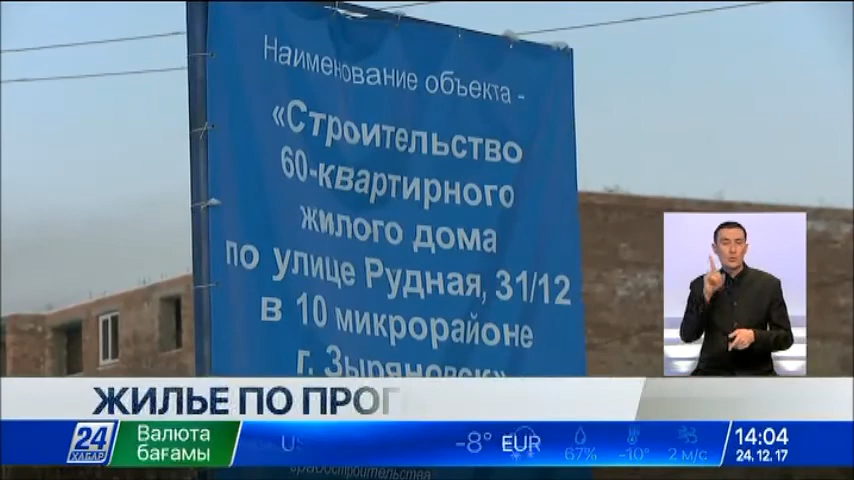 Наименование объекта -
«Строительство
60-квартирного
жилого дома
по улице Рудная, 31/12
в 10 микрорайоне
г. Зыряновск»
ЖИЛЬЕ ПО
24
ХАБАР
Валюта
бағамы
-8° EUR
67%
-10°
2 м/с
14:04
24.12.17